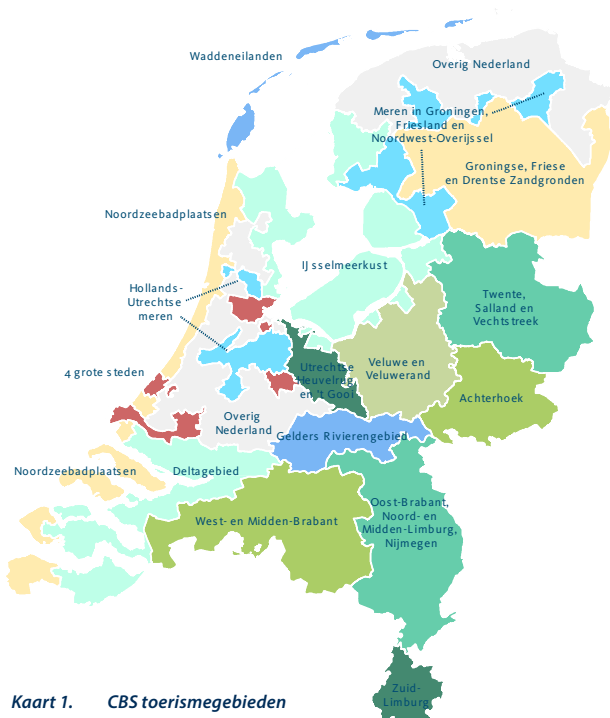 Waddeneilanden
Overig Nederland
Meren in Groningen,
Friesland en
Noordwest-Overijssel
Groningse, Friese
en Drentse Zandgronden
Noordzeebadplaatsen
IJsselmeerkust
Hollands-
Utrechtse
meren
Twente,
Salland en
Vechtstreek
4 grote steden
Utrechtse
Heuvelrug
en 't Gooi
Veluwe en
Veluwerand
Achterhoek
Overig
Nederland
Gelders Rivierengebied
Noordzeebadplaatsen
Deltagebied
West- en Midden-Brabant
Oost-Brabant,
Noord- en
Midden-Limburg,
Nijmegen
Zuid-
Limburg
Kaart 1. CBS toerismegebieden